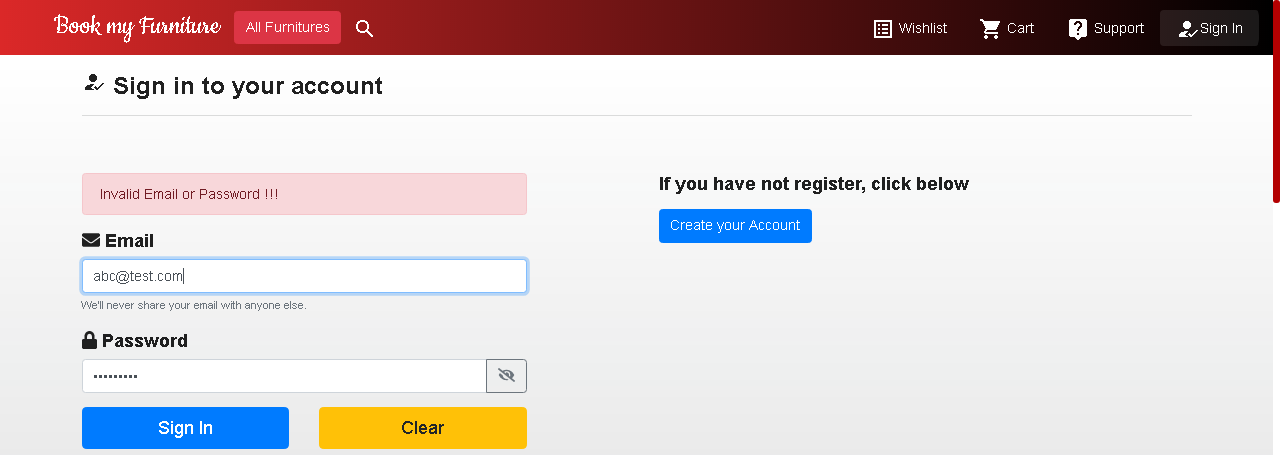 Book my Furniture All Furnitures Wishlist Cart Support Sign In
Sign in to your account
Invalid Email or Password !!!
If you have not register, click below
Create your Account
Email
abc@test.com
We'll never share your email with anyone else.
Password
•••••••••
Sign In Clear